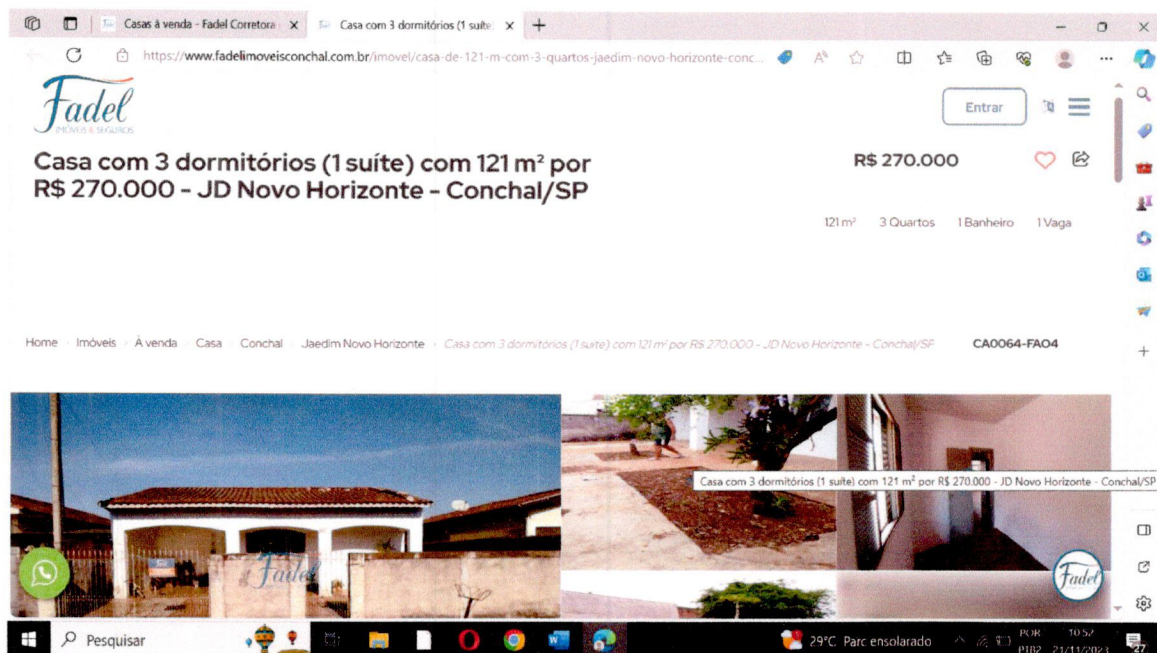 Casas à venda - Fadel Corretora
Casa com 3 dormitórios (1 suíte)
https://www.fadelimoveisconchal.com.br/imovel/casa-de-121-m-com-3-quartos-jaedim-novo-horizonte-conc...
Fadel
IMÓVEIS & SEGUROS
Entrar
Casa com 3 dormitórios (1 suíte) com 121 m² por
R$ 270.000 - JD Novo Horizonte - Conchal/SP
R$ 270.000
121 m² 3 Quartos 1 Banheiro 1 Vaga
Home Imóveis À venda Casa Conchal Jaedim Novo Horizonte Casa com 3 dormitórios (1 suíte) com 121 m² por R$ 270.000 - JD Novo Horizonte - Conchal/SP CA0064-FAO4
Casa com 3 dormitórios (1 suíte) com 121 m² por R$ 270.000 - JD Novo Horizonte - Conchal/SP
Fadel
Fadel
Pesquisar
29°C Parc ensolarado
POR 10:57
PTB2 21/11/2023
27